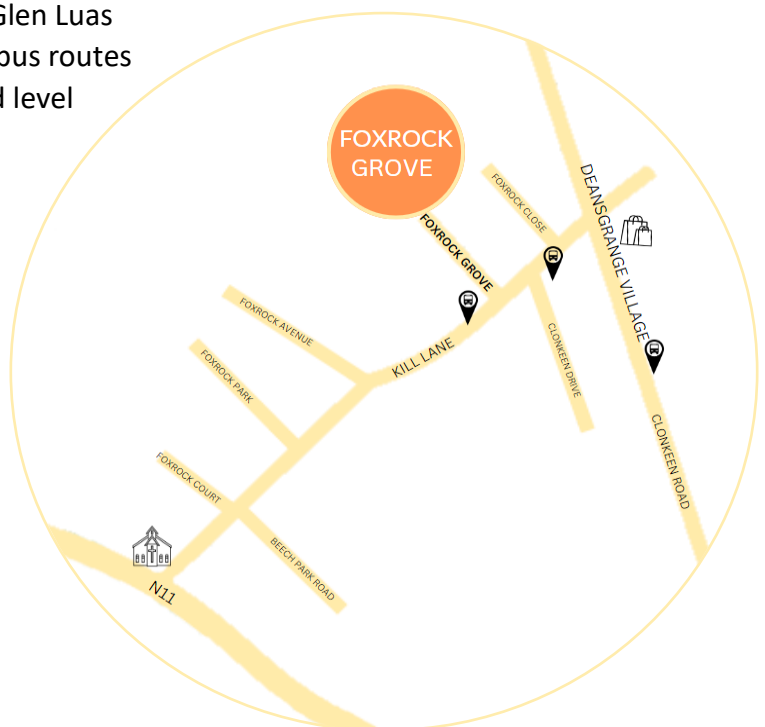 Glen Luas
bus routes
level
FOXROCK
GROVE
FOXROCK CLOSE
DEANSGRANGE VILLAGE
FOXROCK GROVE
FOXROCK AVENUE
KILL LANE
CLONKEEN DRIVE
FOXROCK PARK
CLONKEEN ROAD
FOXROCK COURT
BEECH PARK ROAD
N11